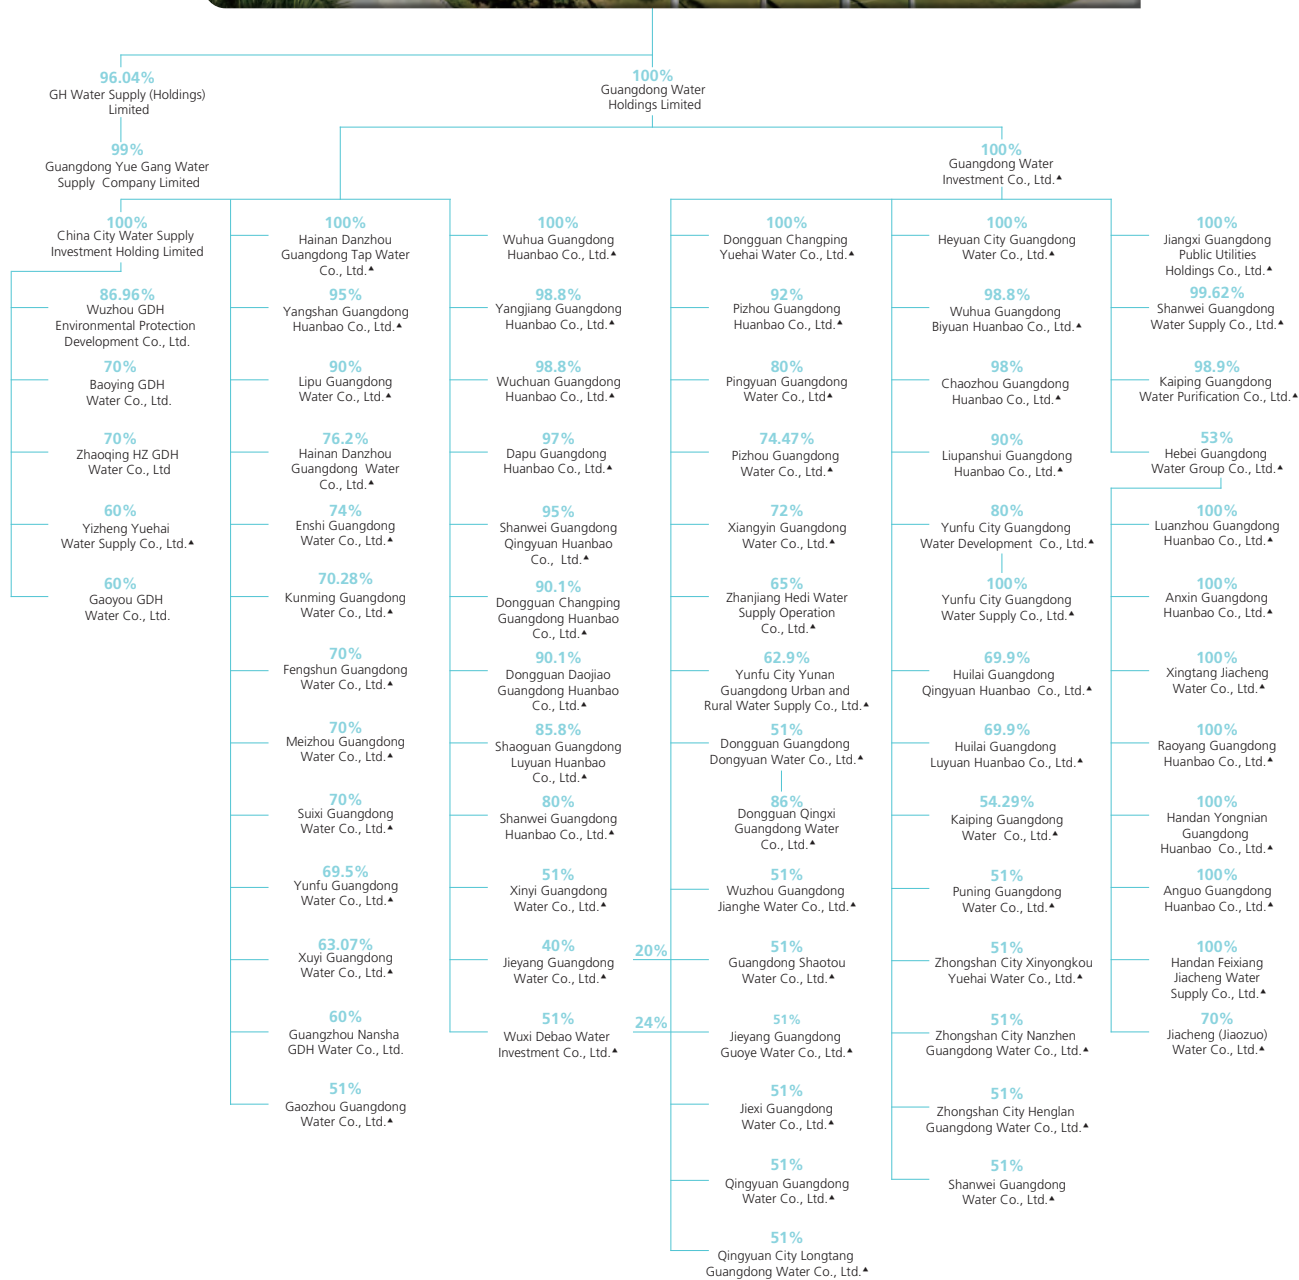 96.04%
GH Water Supply (Holdings)
Limited
100%
Guangdong Water
Holdings Limited
99%
Guangdong Yue Gang Water
Supply Company Limited
100%
Guangdong Water
Investment Co., Ltd.▲
100%
China City Water Supply
Investment Holding Limited
86.96%
Wuzhou GDH
Environmental Protection
Development Co., Ltd.
70%
Baoying GDH
Water Co., Ltd.
70%
Zhaoqing HZ GDH
Water Co., Ltd
60%
Yizheng Yuehai
Water Supply Co., Ltd.▲
60%
Gaoyou GDH
Water Co., Ltd.
100%
Hainan Danzhou
Guangdong Tap Water
Co., Ltd.▲
95%
Yangshan Guangdong
Huanbao Co., Ltd.▲
90%
Lipu Guangdong
Water Co., Ltd.▲
76.2%
Hainan Danzhou
Guangdong Water
Co., Ltd.▲
74%
Enshi Guangdong
Water Co., Ltd.▲
70.28%
Kunming Guangdong
Water Co., Ltd.▲
70%
Fengshun Guangdong
Water Co., Ltd.▲
70%
Meizhou Guangdong
Water Co., Ltd.▲
70%
Suixi Guangdong
Water Co., Ltd.▲
69.5%
Yunfu Guangdong
Water Co., Ltd.▲
63.07%
Xuyi Guangdong
Water Co., Ltd.▲
60%
Guangzhou Nansha
GDH Water Co., Ltd.
51%
Gaozhou Guangdong
Water Co., Ltd.▲
100%
Wuhua Guangdong
Huanbao Co., Ltd.▲
98.8%
Yangjiang Guangdong
Huanbao Co., Ltd.▲
98.8%
Wuchuan Guangdong
Huanbao Co., Ltd.▲
97%
Dapu Guangdong
Huanbao Co., Ltd.▲
95%
Shanwei Guangdong
Qingyuan Huanbao
Co., Ltd.▲
90.1%
Dongguan Changping
Guangdong Huanbao
Co., Ltd.▲
90.1%
Dongguan Daojiao
Guangdong Huanbao
Co., Ltd.▲
85.8%
Shaoguan Guangdong
Luyuan Huanbao
Co., Ltd.▲
80%
Shanwei Guangdong
Huanbao Co., Ltd.▲
51%
Xinyi Guangdong
Water Co., Ltd.▲
40%
Jieyang Guangdong
Water Co., Ltd.▲
20%
51%
Wuxi Debao Water
Investment Co., Ltd.▲
24%
100%
Dongguan Changping
Yuehai Water Co., Ltd.▲
92%
Pizhou Guangdong
Huanbao Co., Ltd.▲
80%
Pingyuan Guangdong
Water Co., Ltd▲
74.47%
Pizhou Guangdong
Water Co., Ltd.▲
72%
Xiangyin Guangdong
Water Co., Ltd.▲
65%
Zhanjiang Hedi Water
Supply Operation
Co., Ltd.▲
62.9%
Yunfu City Yunan
Guangdong Urban and
Rural Water Supply Co., Ltd.▲
51%
Dongguan Guangdong
Dongyuan Water Co., Ltd.▲
86%
Dongguan Qingxi
Guangdong Water
Co., Ltd.▲
51%
Wuzhou Guangdong
Jianghe Water Co., Ltd.▲
51%
Guangdong Shaotou
Water Co., Ltd.▲
51%
Jieyang Guangdong
Guoye Water Co., Ltd.▲
51%
Jiexi Guangdong
Water Co., Ltd.▲
51%
Qingyuan Guangdong
Water Co., Ltd.▲
51%
Qingyuan City Longtang
Guangdong Water Co., Ltd.▲
100%
Heyuan City Guangdong
Water Co., Ltd.▲
98.8%
Wuhua Guangdong
Biyuan Huanbao Co., Ltd.▲
98%
Chaozhou Guangdong
Huanbao Co., Ltd.▲
90%
Liupanshui Guangdong
Huanbao Co., Ltd.▲
80%
Yunfu City Guangdong
Water Development Co., Ltd.▲
100%
Yunfu City Guangdong
Water Supply Co., Ltd.▲
69.9%
Huilai Guangdong
Qingyuan Huanbao Co., Ltd.▲
69.9%
Huilai Guangdong
Luyuan Huanbao Co., Ltd.▲
54.29%
Kaiping Guangdong
Water Co., Ltd.▲
51%
Puning Guangdong
Water Co., Ltd.▲
51%
Zhongshan City Xinyongkou
Yuehai Water Co., Ltd.▲
51%
Zhongshan City Nanzhen
Guangdong Water Co., Ltd.▲
51%
Zhongshan City Henglan
Guangdong Water Co., Ltd.▲
51%
Shanwei Guangdong
Water Co., Ltd.▲
100%
Jiangxi Guangdong
Public Utilities
Holdings Co., Ltd.▲
99.62%
Shanwei Guangdong
Water Supply Co., Ltd.▲
98.9%
Kaiping Guangdong
Water Purification Co., Ltd.▲
53%
Hebei Guangdong
Water Group Co., Ltd.▲
100%
Luanzhou Guangdong
Huanbao Co., Ltd.▲
100%
Anxin Guangdong
Huanbao Co., Ltd.▲
100%
Xingtang Jiacheng
Water Co., Ltd.▲
100%
Raoyang Guangdong
Huanbao Co., Ltd.▲
100%
Handan Yongnian
Guangdong
Huanbao Co., Ltd.▲
100%
Anguo Guangdong
Huanbao Co., Ltd.▲
100%
Handan Feixiang
Jiacheng Water
Supply Co., Ltd.▲
70%
Jiacheng (Jiaozuo)
Water Co., Ltd.▲